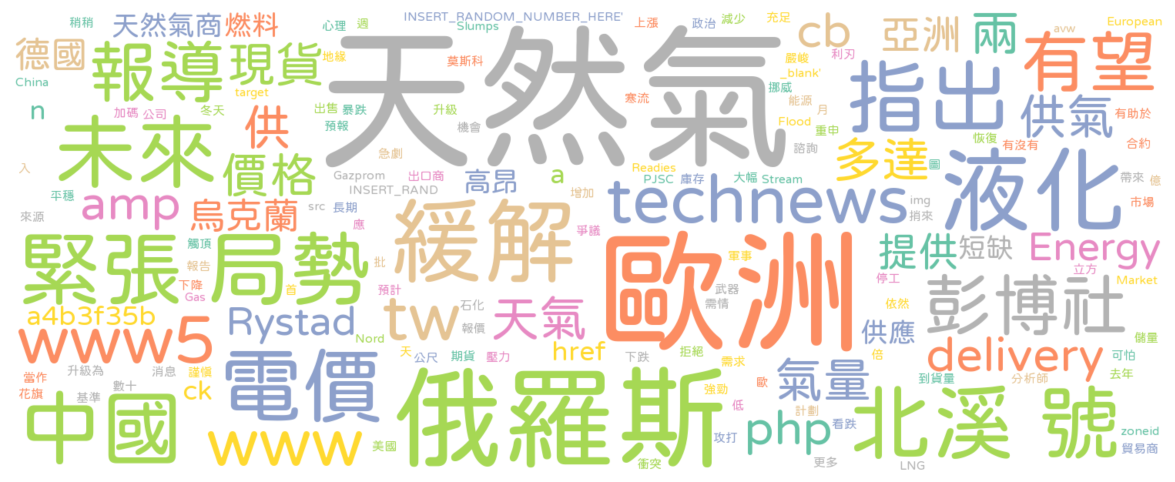 稍稍
天然氣商
燃料
心理
週
INSERT_RANDOM_NUMBER_HERE'
Slumps
上漲
政治
減少
充足
cb
亞洲
兩
avw
European
有望
德國
報導
現貨
地緣
莫斯科
天然氣
嚴峻
利刃
_blank'
China
target
塞流
挪威
指出
n
加碼
公司
冬天
出售
暴跌
升級
能源
月
供氣
有助於
未來
供
預報
機會
Flood
重申
恢復
有沒有
合約
價格
急劇
諮詢
多達
圖
液化
入
Gazprom
出口商
高昂
a
Readies
PJSC
庫存
大幅
Stream
帶來
億
平穩
INSERT_RAND
增加
technews
img
捎來
市場
amp
烏克蘭
src
長期
來源
應
緩解
爭議
歐洲
提供
短缺
Energy
緊張
局勢
觸頂
報告
批
軍事
停工
立方
下降
Gas
首
預計
武器
依然
彭博社
Market
a4b3f35b
Rystad
tw
石化
天氣
需情
儲量
www5
Nord
報價
供應
倍
電價
天
公尺
期貨
壓力
href
下跌
拒絕
需求
氣量
delivery
可怕
當作
升級為
消息
謹慎
俄羅斯
強勁
歐
到貨量
分析師
去年
花旗
基準
數十
ck
低
計劃
中國
www
美國
衝突
攻打
php
看跌
北溪
號
zoneid
更多
LNG
貿易商